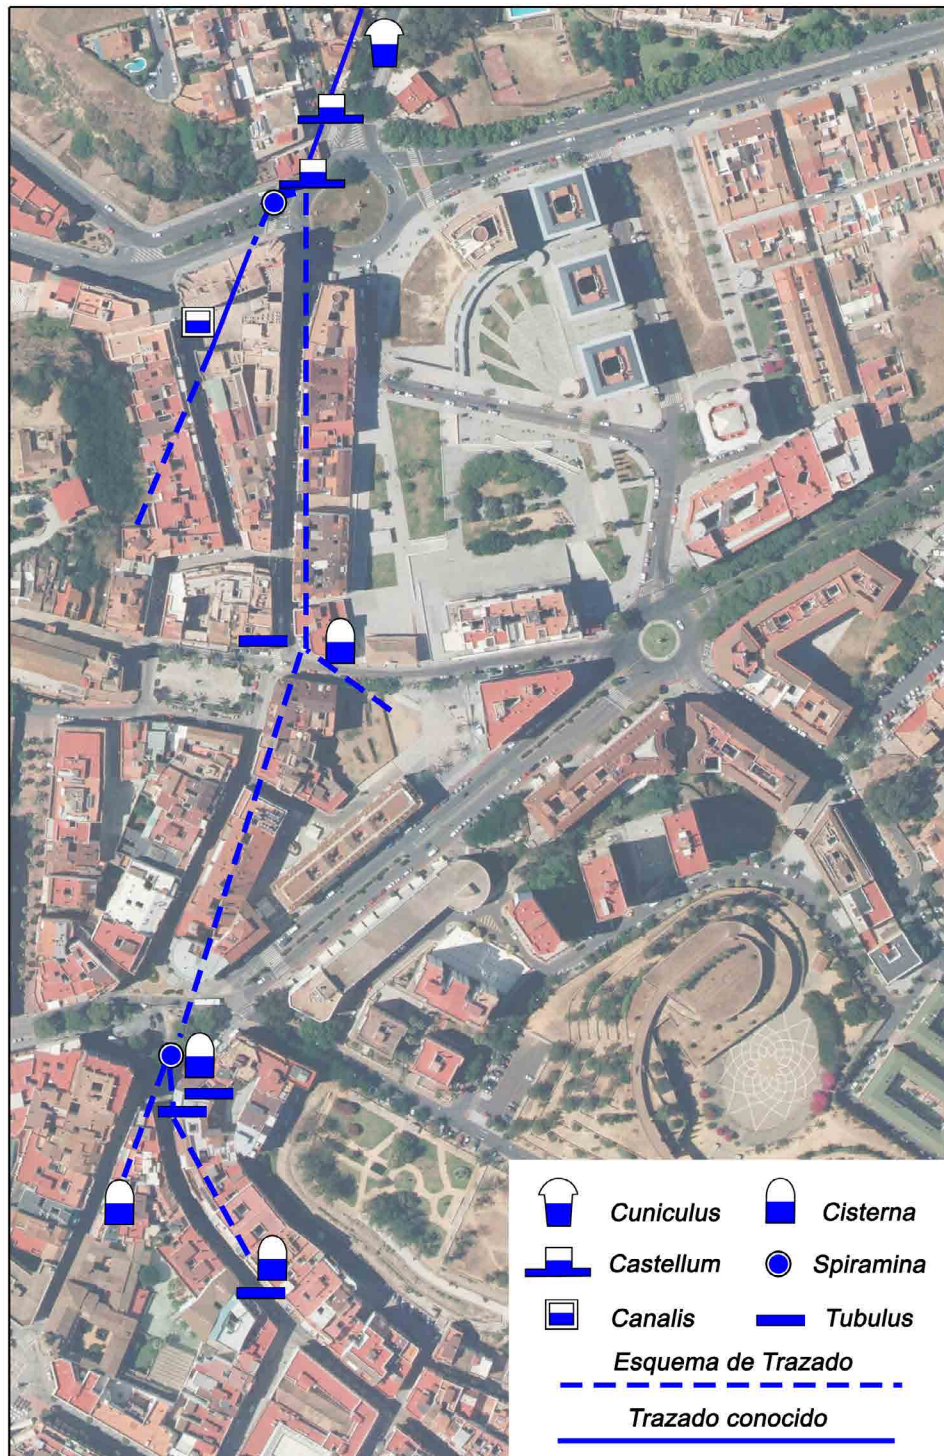 Cuniculus
Cisterna
Castellum
Spiramina
Canalis
Tubulus
Esquema de Trazado
Trazado conocido